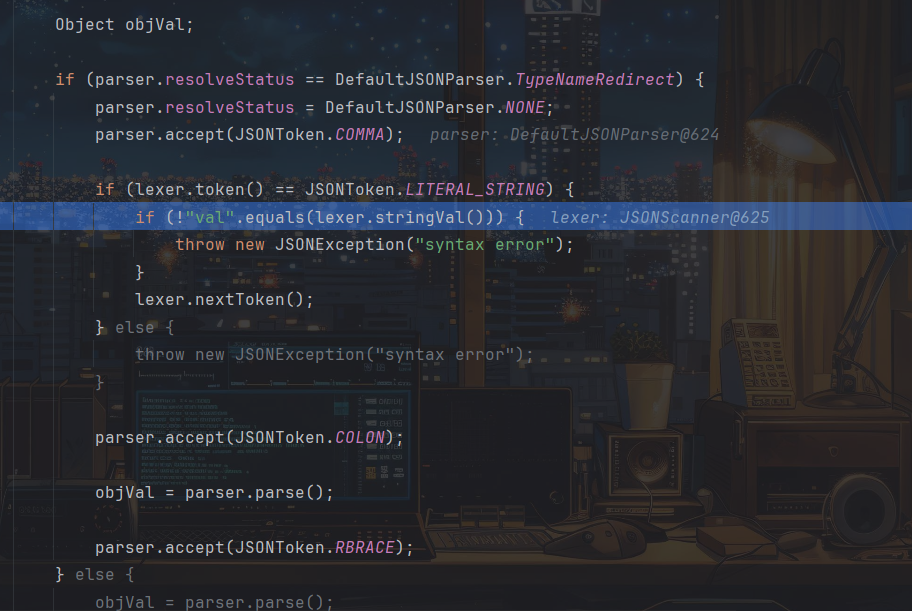 Object objVal;
if (parser.resolveStatus == DefaultJSONParser.TypeNameRedirect) {
parser.resolveStatus = DefaultJSONParser.NONE;
parser.accept(JSONToken.COMMA); parser: DefaultJSONParser@624
if (lexer.token() == JSONToken.LITERAL_STRING) {
if (!"val".equals(lexer.stringVal())) { lexer: JSONScanner@625
throw new JSONException("syntax error");
}
lexer.nextToken();
} else {
throw new JSONException("syntax error");
}
parser.accept(JSONToken.COLON);
objVal = parser.parse();
parser.accept(JSONToken.RBRACE);
} else {
objVal = parser.parse();